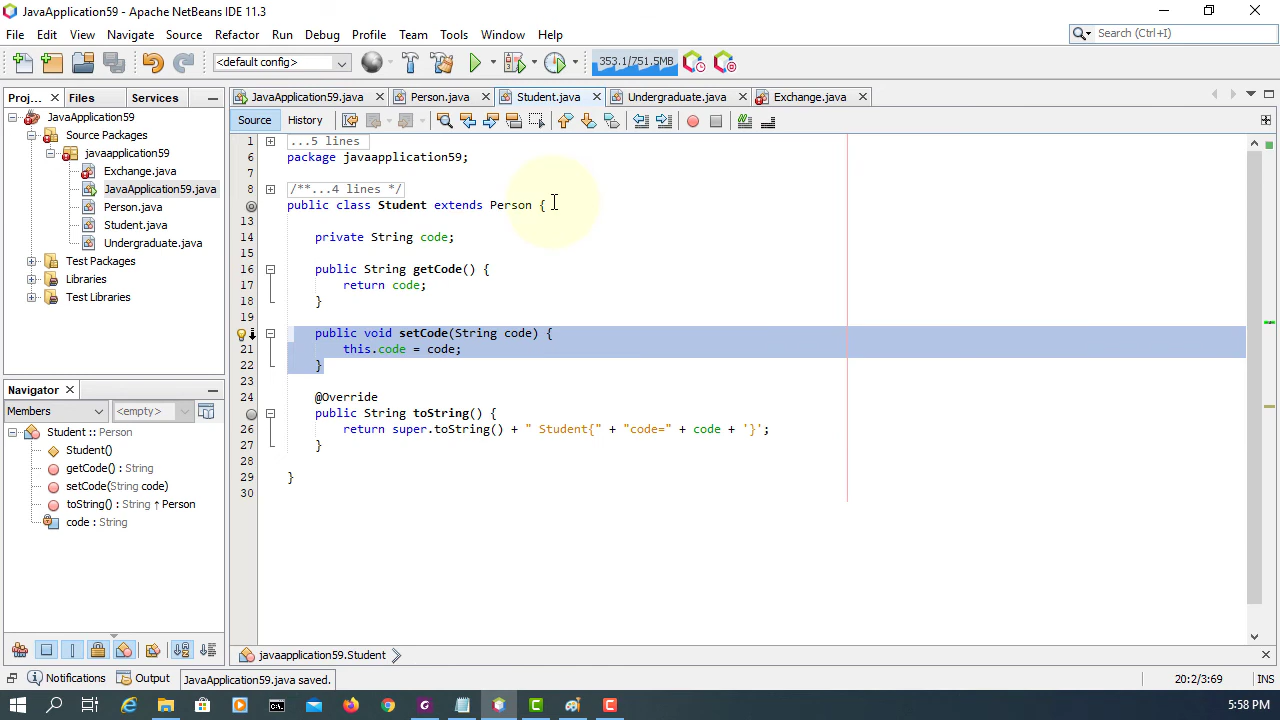 JavaApplication59 - Apache NetBeans IDE 11.3
File Edit View Navigate Source Refactor Run Debug Profile Team Tools Window Help
Search (Ctrl+I)
<default config>
353.1/751.5MB
Proj... Files Services
JavaApplication59
Source Packages
javaapplication59
Exchange.java
JavaApplication59.java
Person.java
Student.java
Undergraduate.java
Test Packages
Libraries
Test Libraries
JavaApplication59.java Person.java Student.java Undergraduate.java Exchange.java
Source History
1 ...5 lines
6 package javaapplication59;
7
8 /**...4 lines */
public class Student extends Person {
13
14 private String code;
15
16 public String getCode() {
17 return code;
18 }
19
public void setCode(String code) {
21 this.code = code;
22 }
23
24 @Override
public String toString() {
26 return super.toString() + " Student{" + "code=" + code + '}';
27 }
28
29 }
30
Navigator
Members <empty>
Student :: Person
Student()
getCode() : String
setCode(String code)
toString() : String ↑ Person
code : String
javaapplication59.Student
Notifications Output JavaApplication59.java saved.
20:2/3:69 INS
5:58 PM